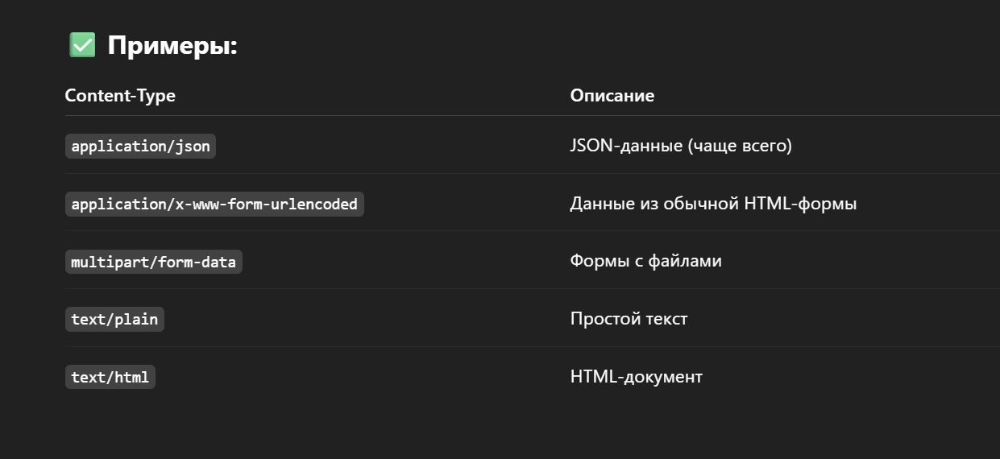 ✅ Примеры:
Content-Type Описание
application/json JSON-данные (чаще всего)
application/x-www-form-urlencoded Данные из обычной HTML-формы
multipart/form-data Формы с файлами
text/plain Простой текст
text/html HTML-документ